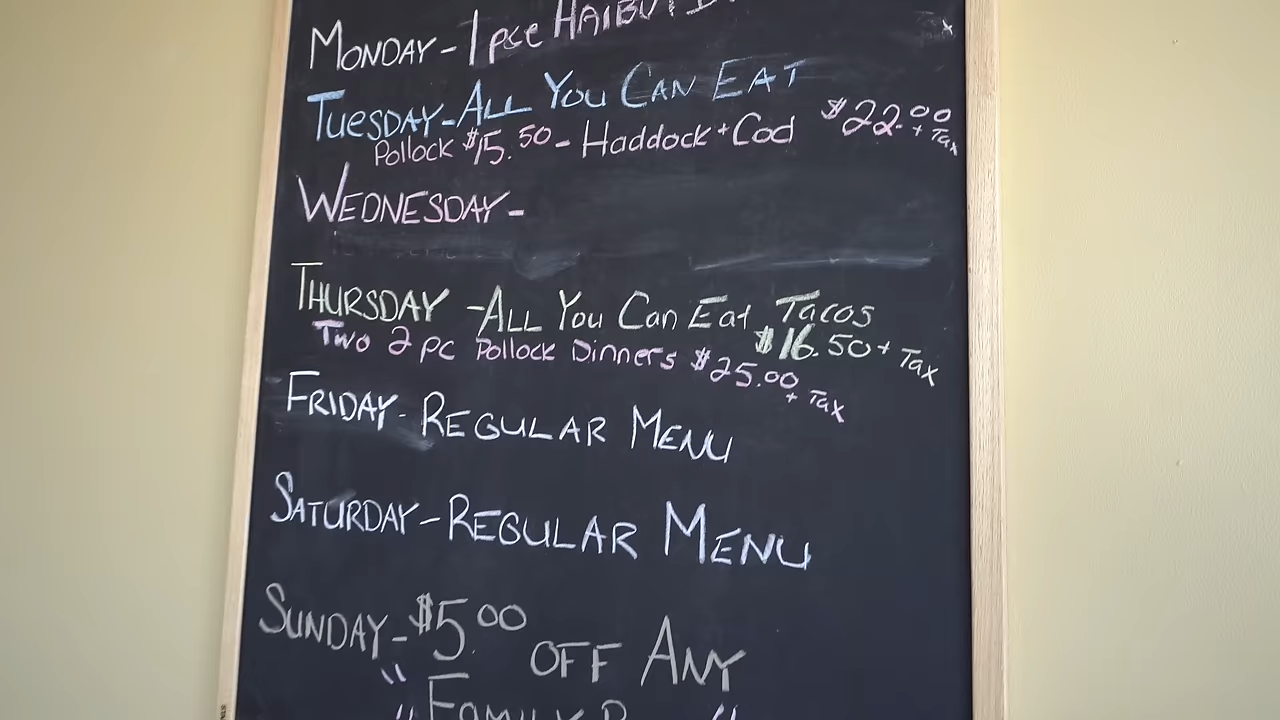 MONDAY - 1 pce HAIBUT
TUESDAY - ALL YOU CAN EAT
Pollock $15.50 - Haddock + Cod $22.00 + Tax
WEDNESDAY -
THURSDAY - ALL YOU CAN EAT TACOS
$16.50 + TAX
TWO 2 PC POLLOCK DINNERS $25.00 + TAX
FRIDAY - REGULAR MENU
SATURDAY - REGULAR MENU
SUNDAY - $5.00 OFF ANY
"FAMILY "